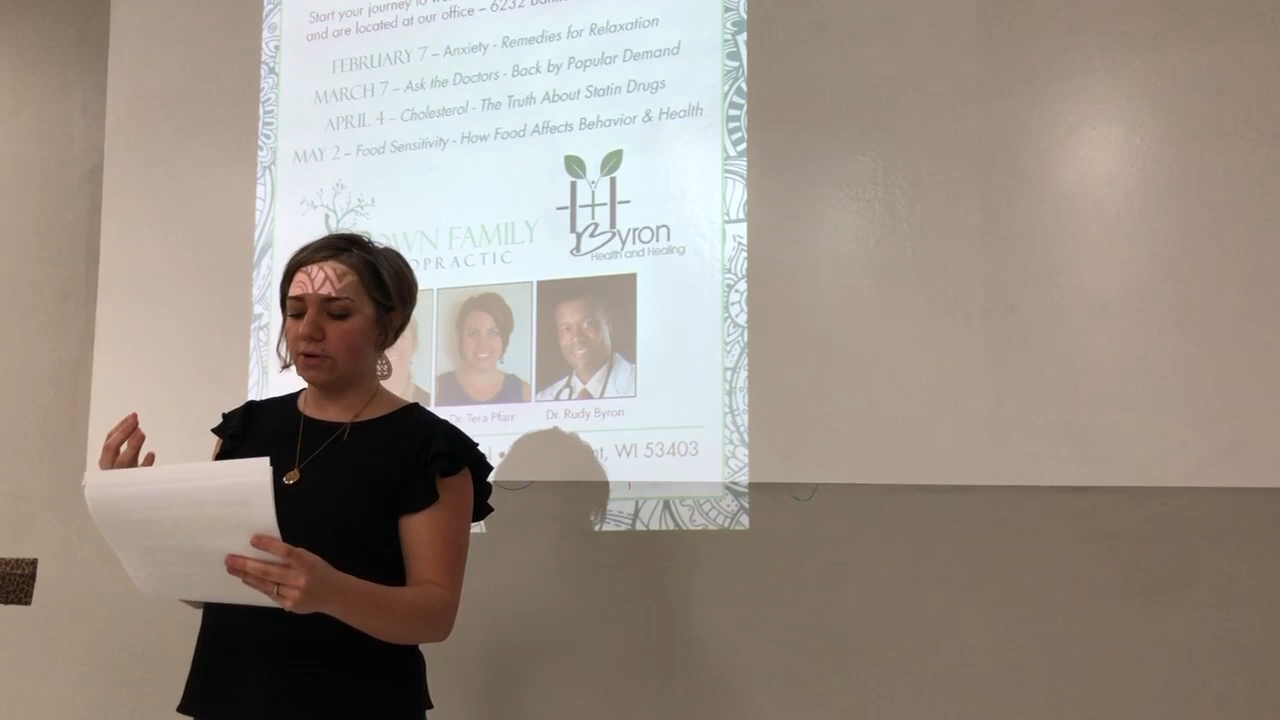 Start your journey to
and are located at our office – 6232
FEBRUARY 7 – Anxiety - Remedies for Relaxation
MARCH 7 – Ask the Doctors - Back by Popular Demand
APRIL 4 – Cholesterol - The Truth About Statin Drugs
MAY 2 – Food Sensitivity - How Food Affects Behavior & Health
OWN FAMILY
OPRACTIC
H
Byron
Health and Healing
Dr. Tera Pfarr
Dr. Rudy Byron
nt, WI 53403